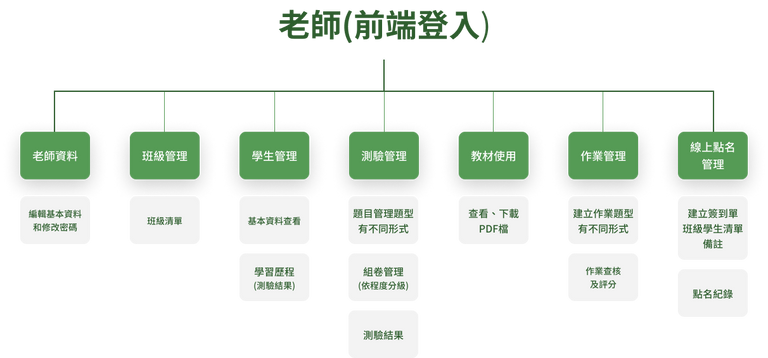 老師(前端登入)
老師資料
班級管理
學生管理
測驗管理
教材使用
作業管理
線上點名
管理
編輯基本資料
和修改密碼
班級清單
基本資料查看
題目管理題型
有不同形式
查看、下載
PDF檔
建立作業題型
有不同形式
建立簽到單
班級學生清單
備註
學習歷程
(測驗結果)
組卷管理
(依程度分級)
作業查核
及評分
點名紀錄
測驗結果